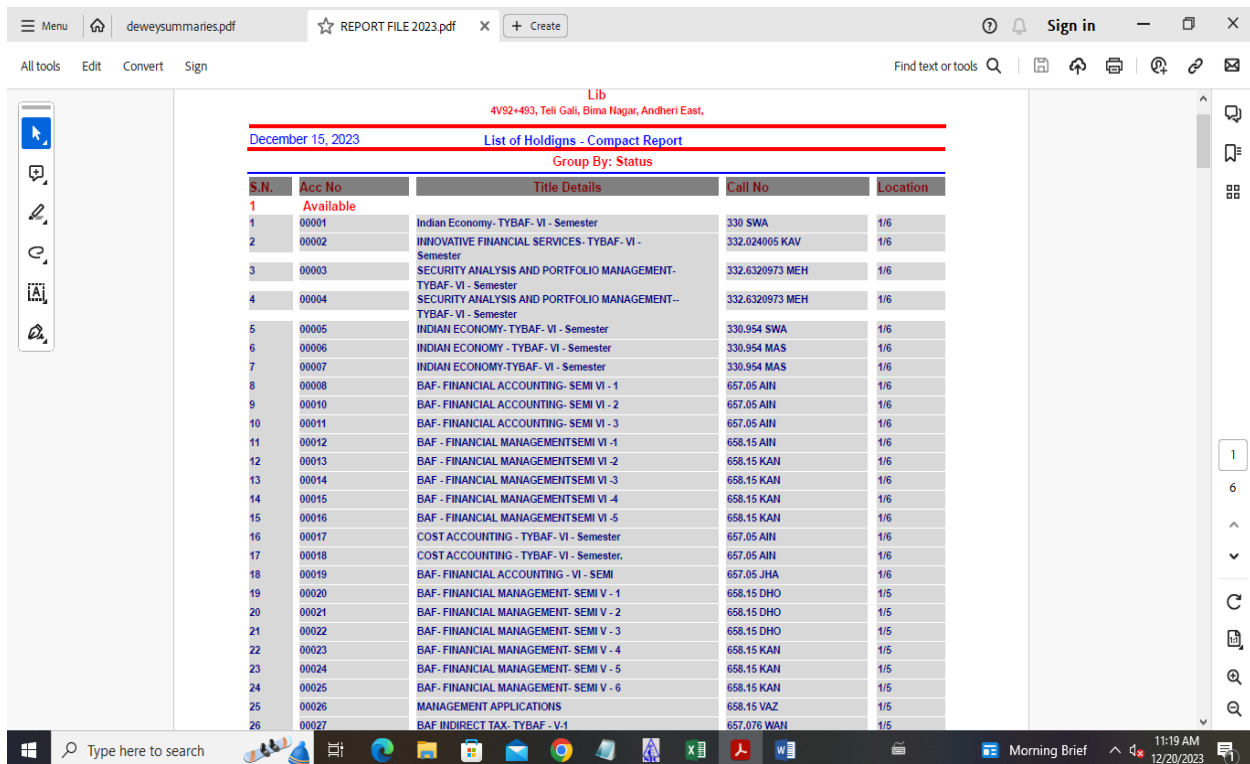 Menu deweysummaries.pdf REPORT FILE 2023.pdf Create Sign in
All tools Edit Convert Sign Find text or tools
Lib
4V92+493, Teli Gali, Bima Nagar, Andheri East,
December 15, 2023 List of Holdigns - Compact Report
Group By: Status
S.N. Acc No Title Details Call No Location
1 Available
1 00001 Indian Economy- TYBAF- VI - Semester 330 SWA 1/6
2 00002 INNOVATIVE FINANCIAL SERVICES- TYBAF- VI - 332.024005 KAV 1/6
Semester
3 00003 SECURITY ANALYSIS AND PORTFOLIO MANAGEMENT- 332.6320973 MEH 1/6
TYBAF- VI - Semester
4 00004 SECURITY ANALYSIS AND PORTFOLIO MANAGEMENT-- 332.6320973 MEH 1/6
TYBAF- VI - Semester
5 00005 INDIAN ECONOMY- TYBAF- VI - Semester 330.954 SWA 1/6
6 00006 INDIAN ECONOMY - TYBAF- VI - Semester 330.954 MAS 1/6
7 00007 INDIAN ECONOMY-TYBAF- VI - Semester 330.954 MAS 1/6
8 00008 BAF- FINANCIAL ACCOUNTING- SEMI VI - 1 657.05 AIN 1/6
9 00010 BAF- FINANCIAL ACCOUNTING- SEMI VI - 2 657.05 AIN 1/6
10 00011 BAF- FINANCIAL ACCOUNTING- SEMI VI - 3 657.05 AIN 1/6
11 00012 BAF - FINANCIAL MANAGEMENTSEMI VI -1 658.15 AIN 1/6
12 00013 BAF - FINANCIAL MANAGEMENTSEMI VI -2 658.15 KAN 1/6
13 00014 BAF - FINANCIAL MANAGEMENTSEMI VI -3 658.15 KAN 1/6
14 00015 BAF - FINANCIAL MANAGEMENTSEMI VI -4 658.15 KAN 1/6
15 00016 BAF - FINANCIAL MANAGEMENTSEMI VI -5 658.15 KAN 1/6
16 00017 COST ACCOUNTING - TYBAF- VI - Semester 657.05 AIN 1/6
17 00018 COST ACCOUNTING - TYBAF- VI - Semester. 657.05 AIN 1/6
18 00019 BAF- FINANCIAL ACCOUNTING - VI - SEMI 657.05 JHA 1/6
19 00020 BAF- FINANCIAL MANAGEMENT- SEMI V - 1 658.15 DHO 1/5
20 00021 BAF- FINANCIAL MANAGEMENT- SEMI V - 2 658.15 DHO 1/5
21 00022 BAF- FINANCIAL MANAGEMENT- SEMI V - 3 658.15 DHO 1/5
22 00023 BAF- FINANCIAL MANAGEMENT- SEMI V - 4 658.15 KAN 1/5
23 00024 BAF- FINANCIAL MANAGEMENT- SEMI V - 5 658.15 KAN 1/5
24 00025 BAF- FINANCIAL MANAGEMENT- SEMI V - 6 658.15 KAN 1/5
25 00026 MANAGEMENT APPLICATIONS 658.15 VAZ 1/5
26 00027 BAF INDIRECT TAX- TYBAF - V-1 657.076 WAN 1/5
1
6
Type here to search Morning Brief 11:19 AM
12/20/2023